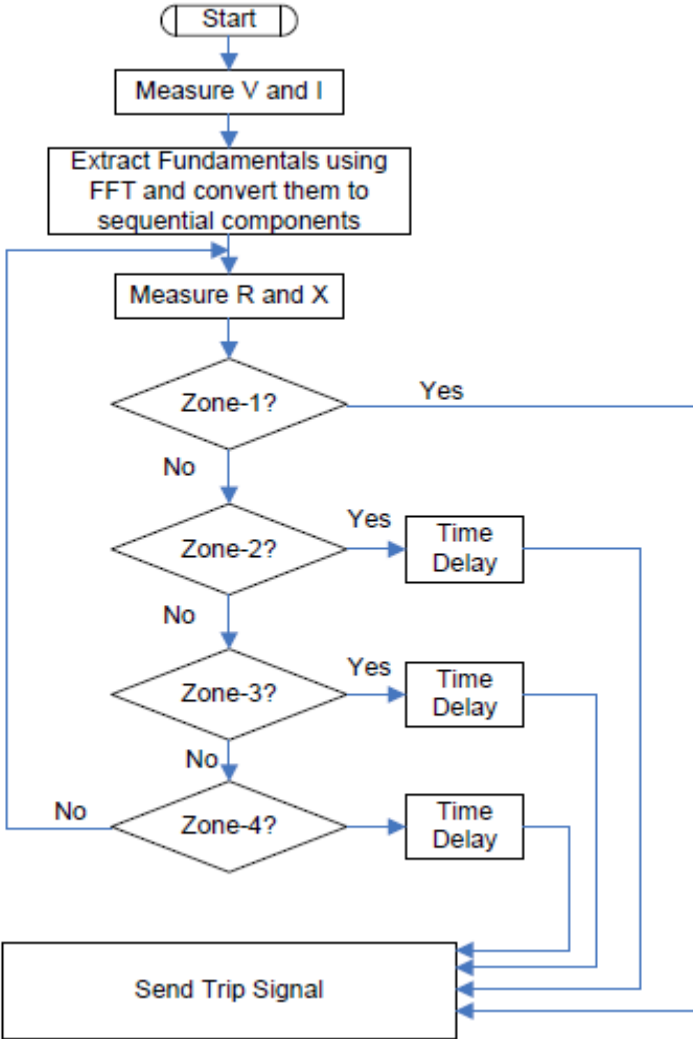 Start
Measure V and I
Extract Fundamentals using
FFT and convert them to
sequential components
Measure R and X
Zone-1?
Yes
No
Zone-2?
Yes
Time
Delay
No
Zone-3?
Yes
Time
Delay
No
Zone-4?
No
Time
Delay
Send Trip Signal